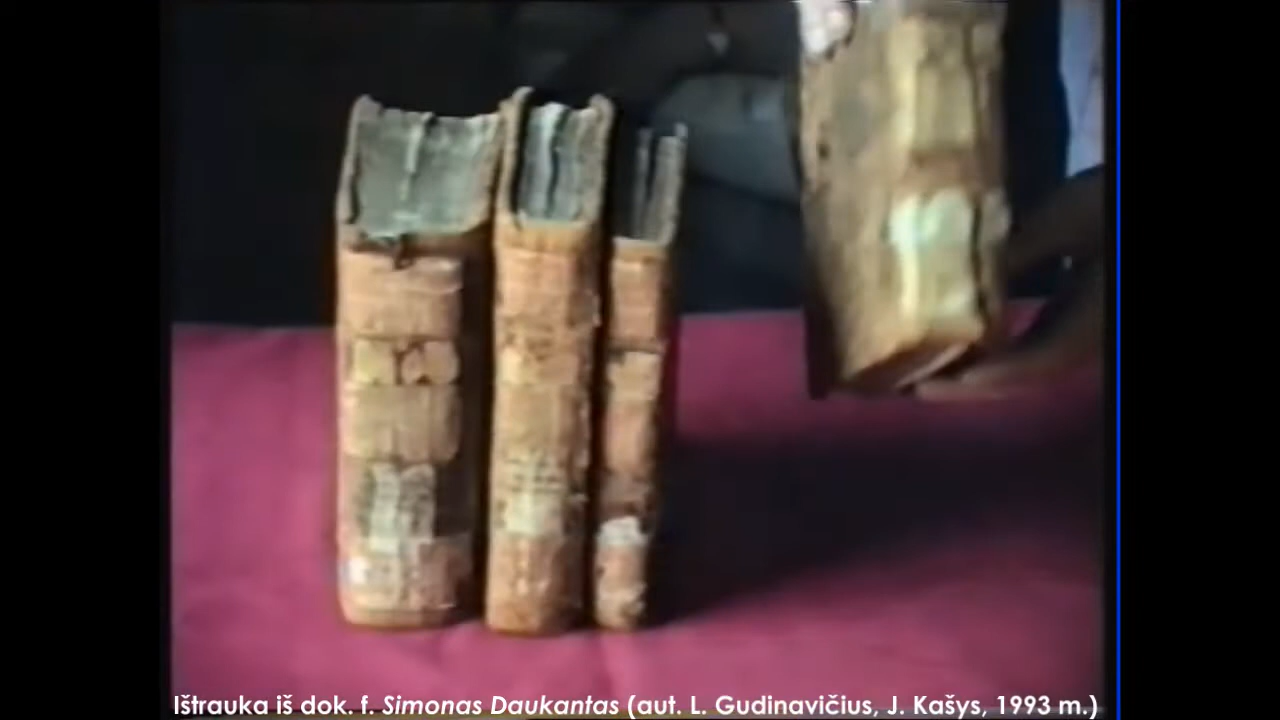 Ištrauka iš dok. f. Simonas Daukantas (aut. L. Gudinavičius, J. Kašys, 1993 m.)